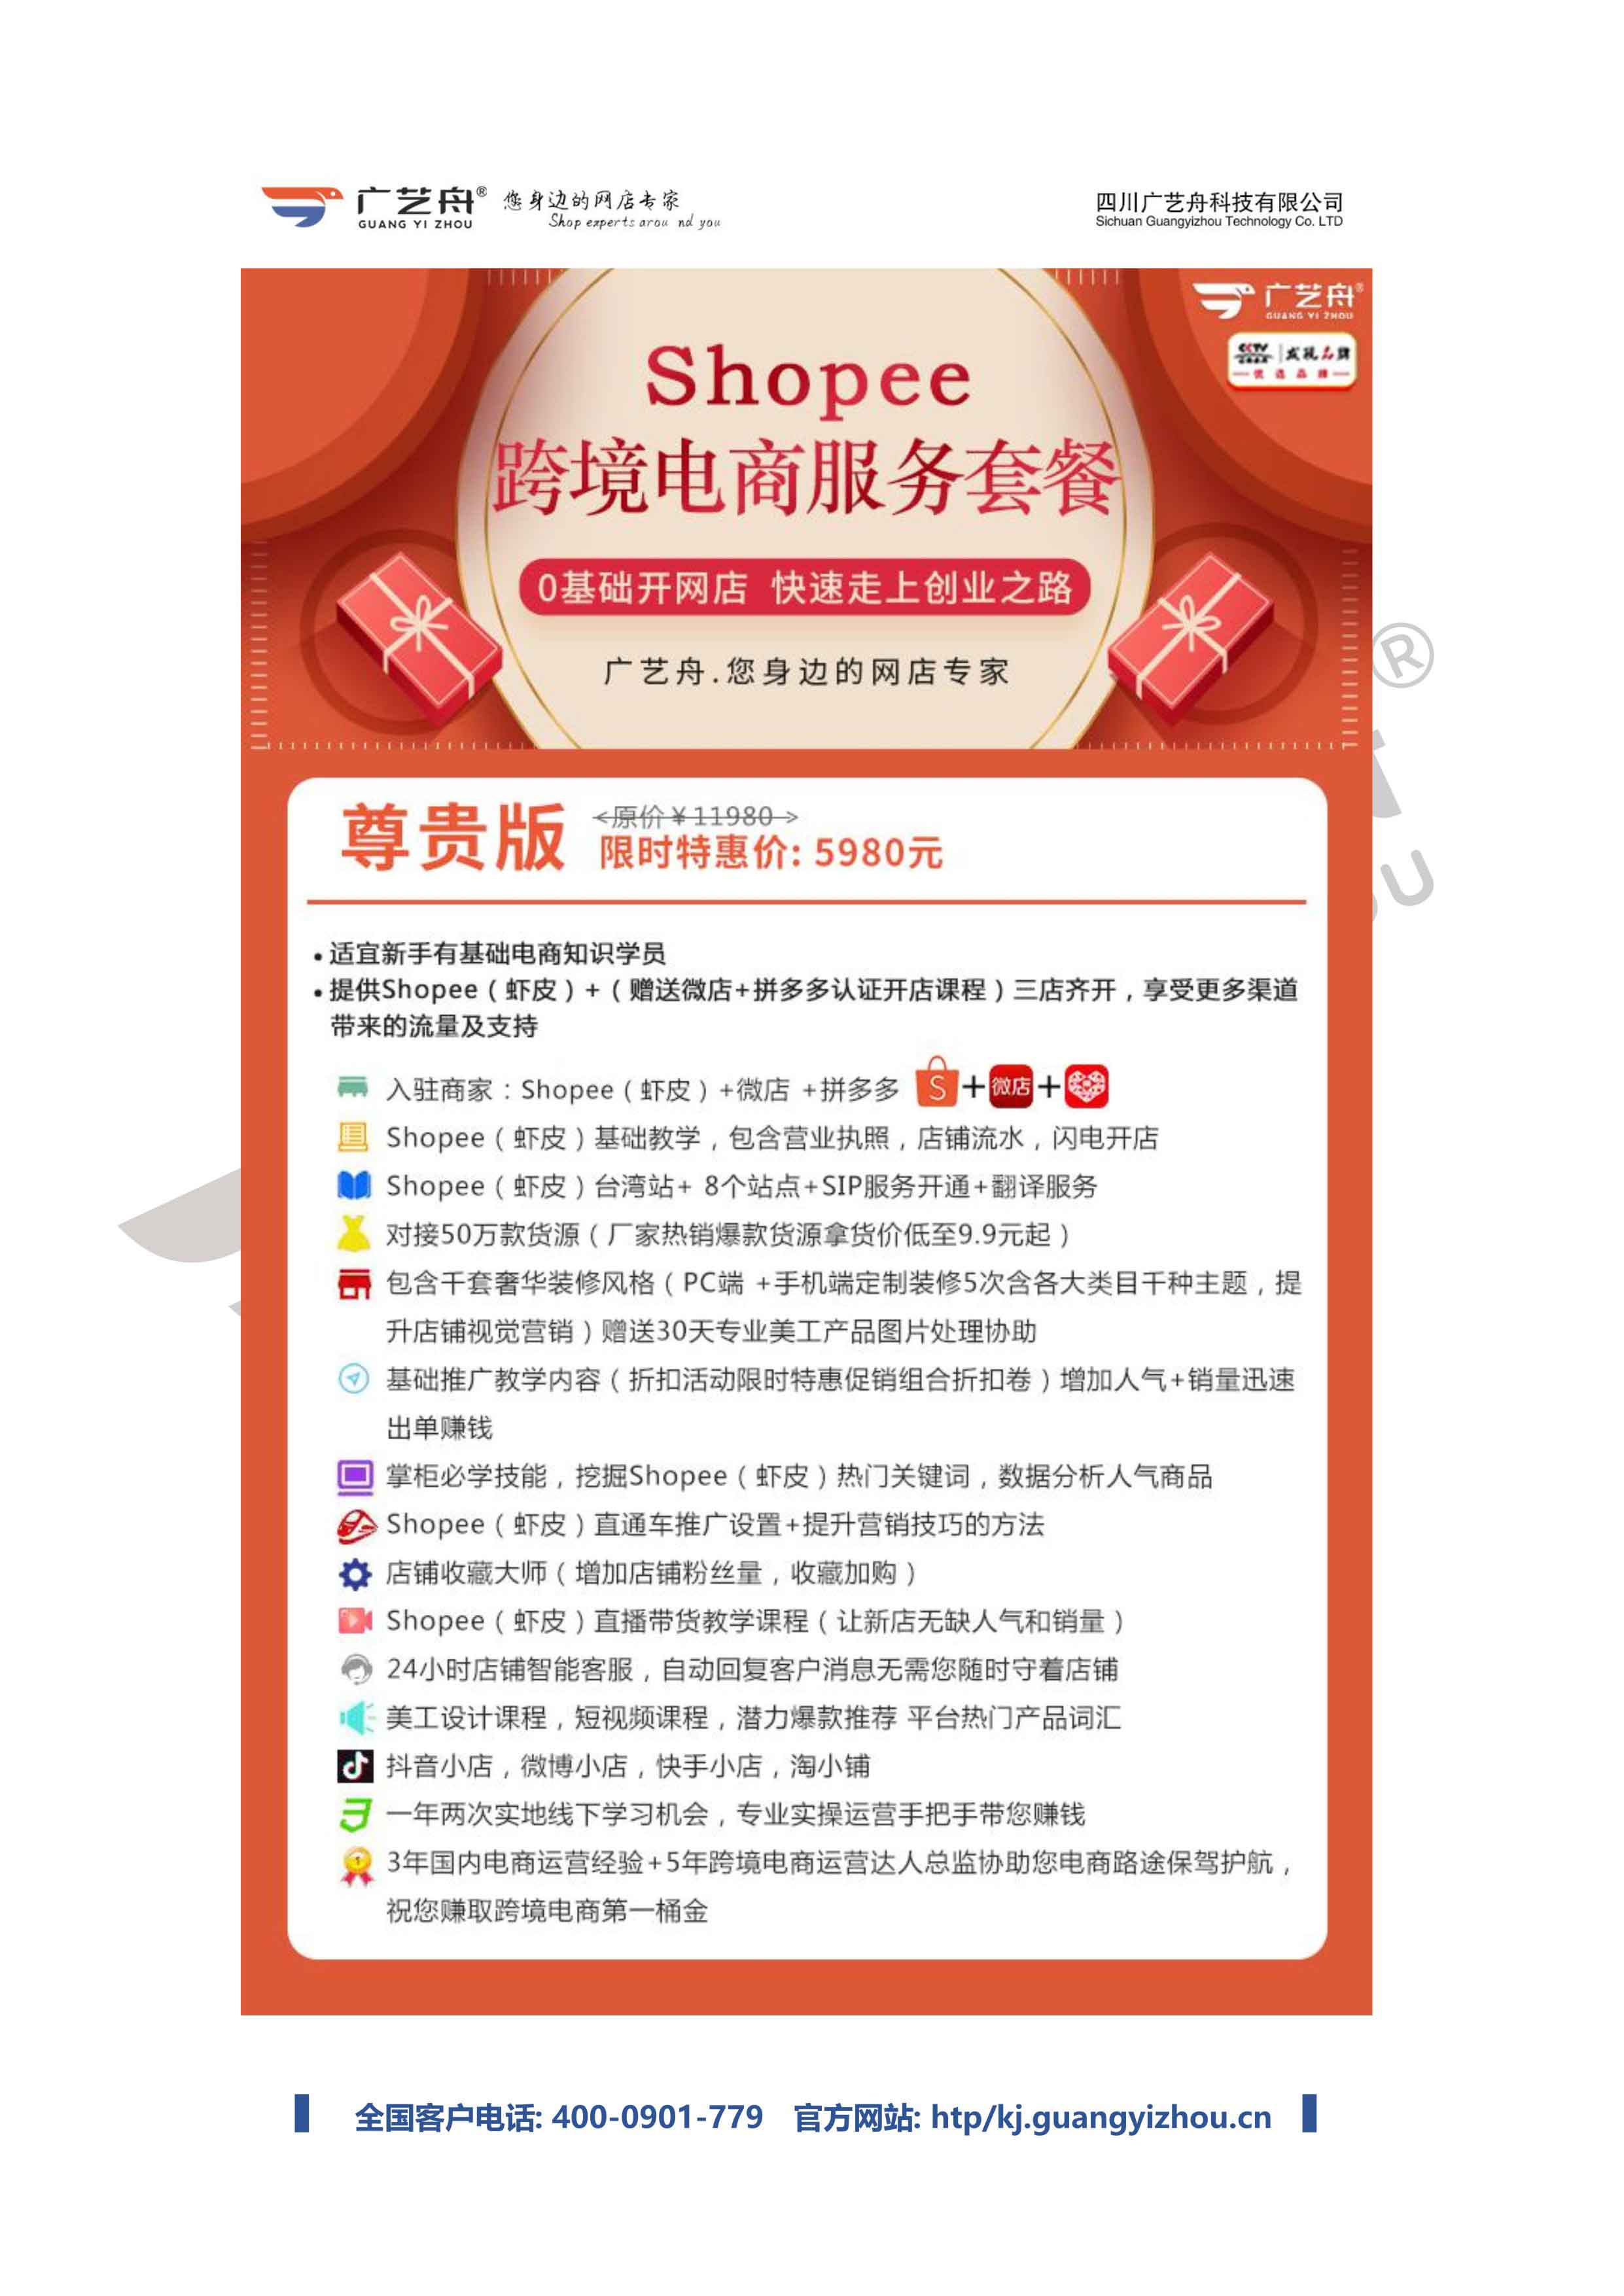 广艺舟® 您身边的网店专家
GUANG YI ZHOU Shop experts arou nd you
四川广艺舟科技有限公司
Sichuan Guangyizhou Technology Co. LTD
广艺舟®
GUANG YI ZHOU
CCTV
优选品牌
Shopee
跨境电商服务套餐
0基础开网店 快速走上创业之路
广艺舟.您身边的网店专家
®
U
尊贵版
<原价￥11980>
限时特惠价: 5980元
•适宜新手有基础电商知识学员
•提供Shopee（虾皮）+（赠送微店+拼多多认证开店课程）三店齐开，享受更多渠道
带来的流量及支持
入驻商家：Shopee（虾皮）+微店 +拼多多 S+微店+
Shopee（虾皮）基础教学，包含营业执照，店铺流水，闪电开店
Shopee（虾皮）台湾站+ 8个站点+SIP服务开通+翻译服务
对接50万款货源（厂家热销爆款货源拿货价低至9.9元起）
包含千套奢华装修风格（PC端 +手机端定制装修5次含各大类目千种主题，提
升店铺视觉营销）赠送30天专业美工产品图片处理协助
基础推广教学内容（折扣活动限时特惠促销组合折扣卷）增加人气+销量迅速
出单赚钱
掌柜必学技能，挖掘Shopee（虾皮）热门关键词，数据分析人气商品
Shopee（虾皮）直通车推广设置+提升营销技巧的方法
店铺收藏大师（增加店铺粉丝量，收藏加购）
Shopee（虾皮）直播带货教学课程（让新店无缺人气和销量）
24小时店铺智能客服，自动回复客户消息无需您随时守着店铺
美工设计课程，短视频课程，潜力爆款推荐 平台热门产品词汇
抖音小店，微博小店，快手小店，淘小铺
一年两次实地线下学习机会，专业实操运营手把手带您赚钱
3年国内电商运营经验+5年跨境电商运营达人总监协助您电商路途保驾护航，
祝您赚取跨境电商第一桶金
全国客户电话: 400-0901-779 官方网站: htp/kj.guangyizhou.cn